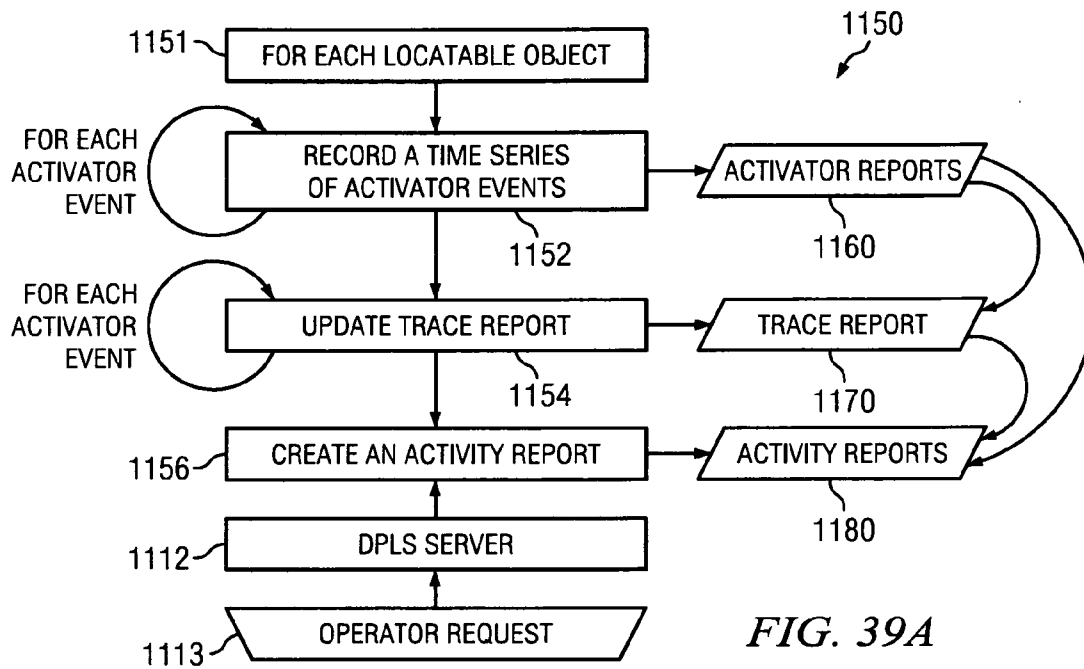 1151
FOR EACH LOCATABLE OBJECT
1150
FOR EACH
ACTIVATOR
EVENT
RECORD A TIME SERIES
OF ACTIVATOR EVENTS
ACTIVATOR REPORTS
1152
1160
FOR EACH
ACTIVATOR
EVENT
UPDATE TRACE REPORT
TRACE REPORT
1154
1170
1156
CREATE AN ACTIVITY REPORT
ACTIVITY REPORTS
1180
1112
DPLS SERVER
1113
OPERATOR REQUEST
FIG. 39A